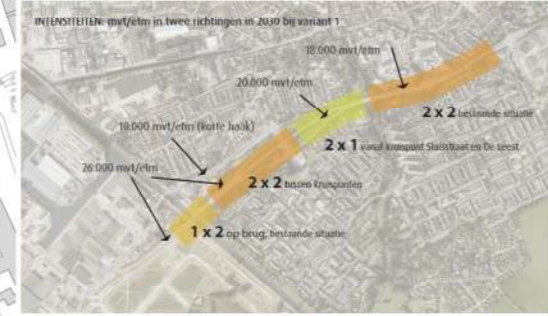 INTENSITEITEN: mvt/etm in twee richtingen in 2030 bij variant 1
18.000 mvt/etm
20.000 mvt/etm
2 x 2 bestaande situatie
10.000 mvt/etm (korte haak)
2 x 1 vanaf kruispunt Sluisstraat en De Leest
26.000 mvt/etm
2 x 2 tussen kruispunten
1 x 2 op brug, bestaande situatie